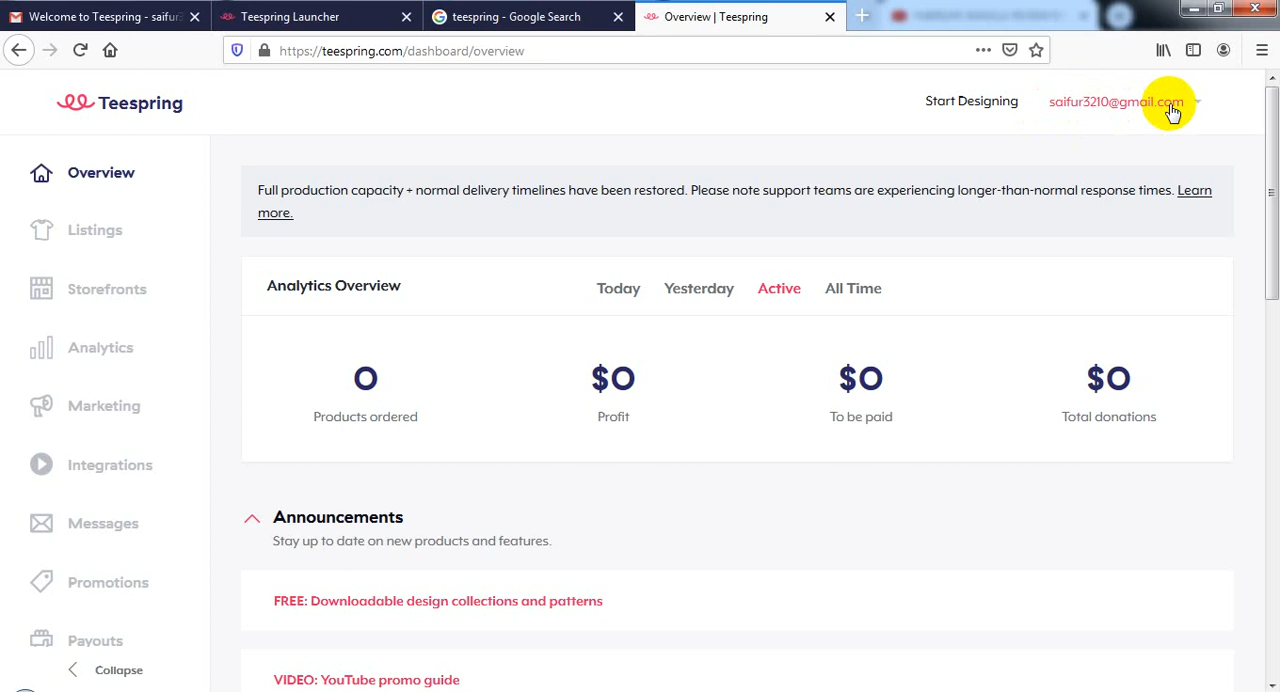 Welcome to Teespring - saifur3
Teespring Launcher
teespring - Google Search
Overview | Teespring
https://teespring.com/dashboard/overview
Teespring
Start Designing
saifur3210@gmail.com
Overview
Listings
Storefronts
Analytics
Marketing
Integrations
Messages
Promotions
Payouts
Collapse
Full production capacity + normal delivery timelines have been restored. Please note support teams are experiencing longer-than-normal response times. Learn
more.
Analytics Overview
Today
Yesterday
Active
All Time
0
$0
$0
$0
Products ordered
Profit
To be paid
Total donations
Announcements
Stay up to date on new products and features.
FREE: Downloadable design collections and patterns
VIDEO: YouTube promo guide